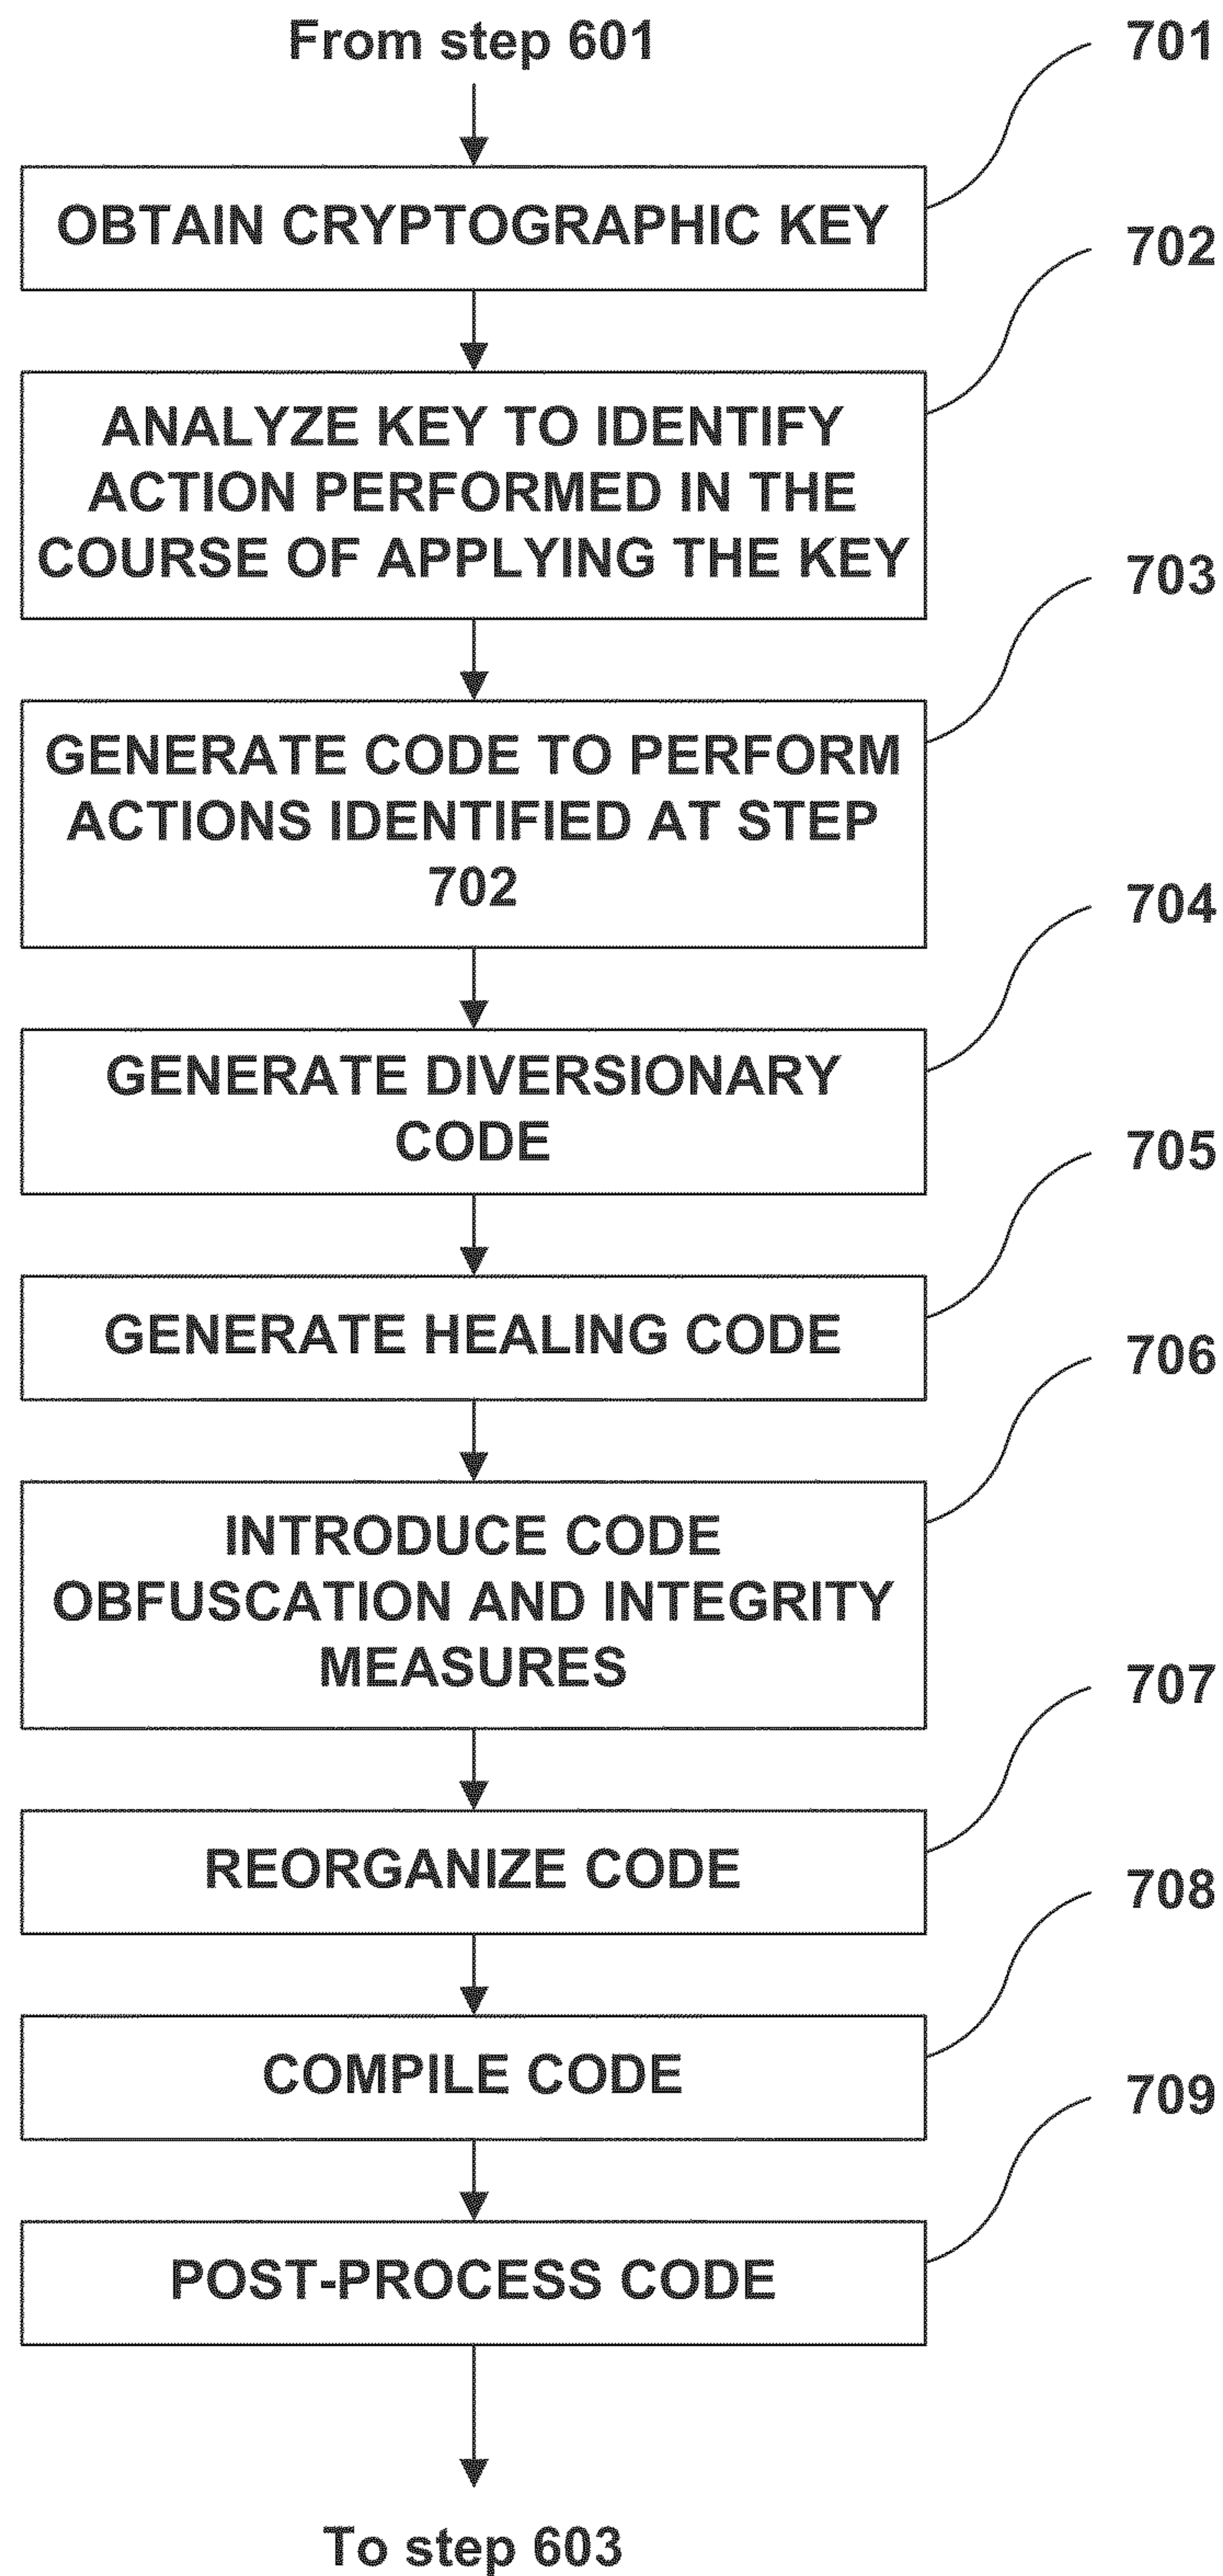 From step 601
701
OBTAIN CRYPTOGRAPHIC KEY
702
ANALYZE KEY TO IDENTIFY
ACTION PERFORMED IN THE
COURSE OF APPLYING THE KEY
703
GENERATE CODE TO PERFORM
ACTIONS IDENTIFIED AT STEP
702
704
GENERATE DIVERSIONARY
CODE
705
GENERATE HEALING CODE
706
INTRODUCE CODE
OBFUSCATION AND INTEGRITY
MEASURES
707
REORGANIZE CODE
708
COMPILE CODE
709
POST-PROCESS CODE
To step 603